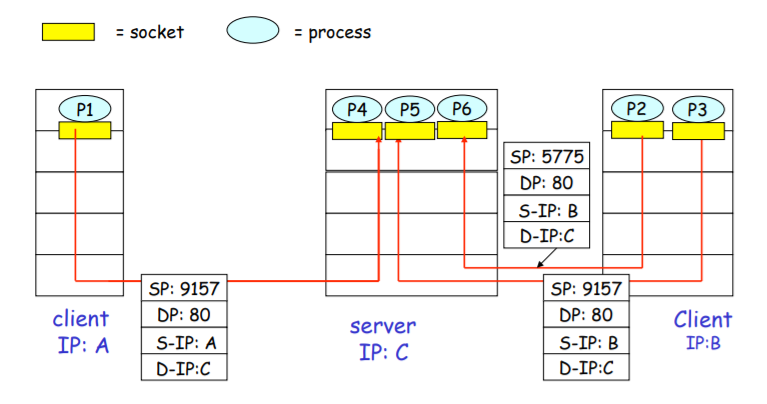 = socket
= process
P1
P4
P5
P6
P2
P3
SP: 5775
DP: 80
S-IP: B
D-IP:C
SP: 9157
DP: 80
S-IP: A
D-IP:C
SP: 9157
DP: 80
S-IP: B
D-IP:C
client
IP: A
server
IP: C
Client
IP:B